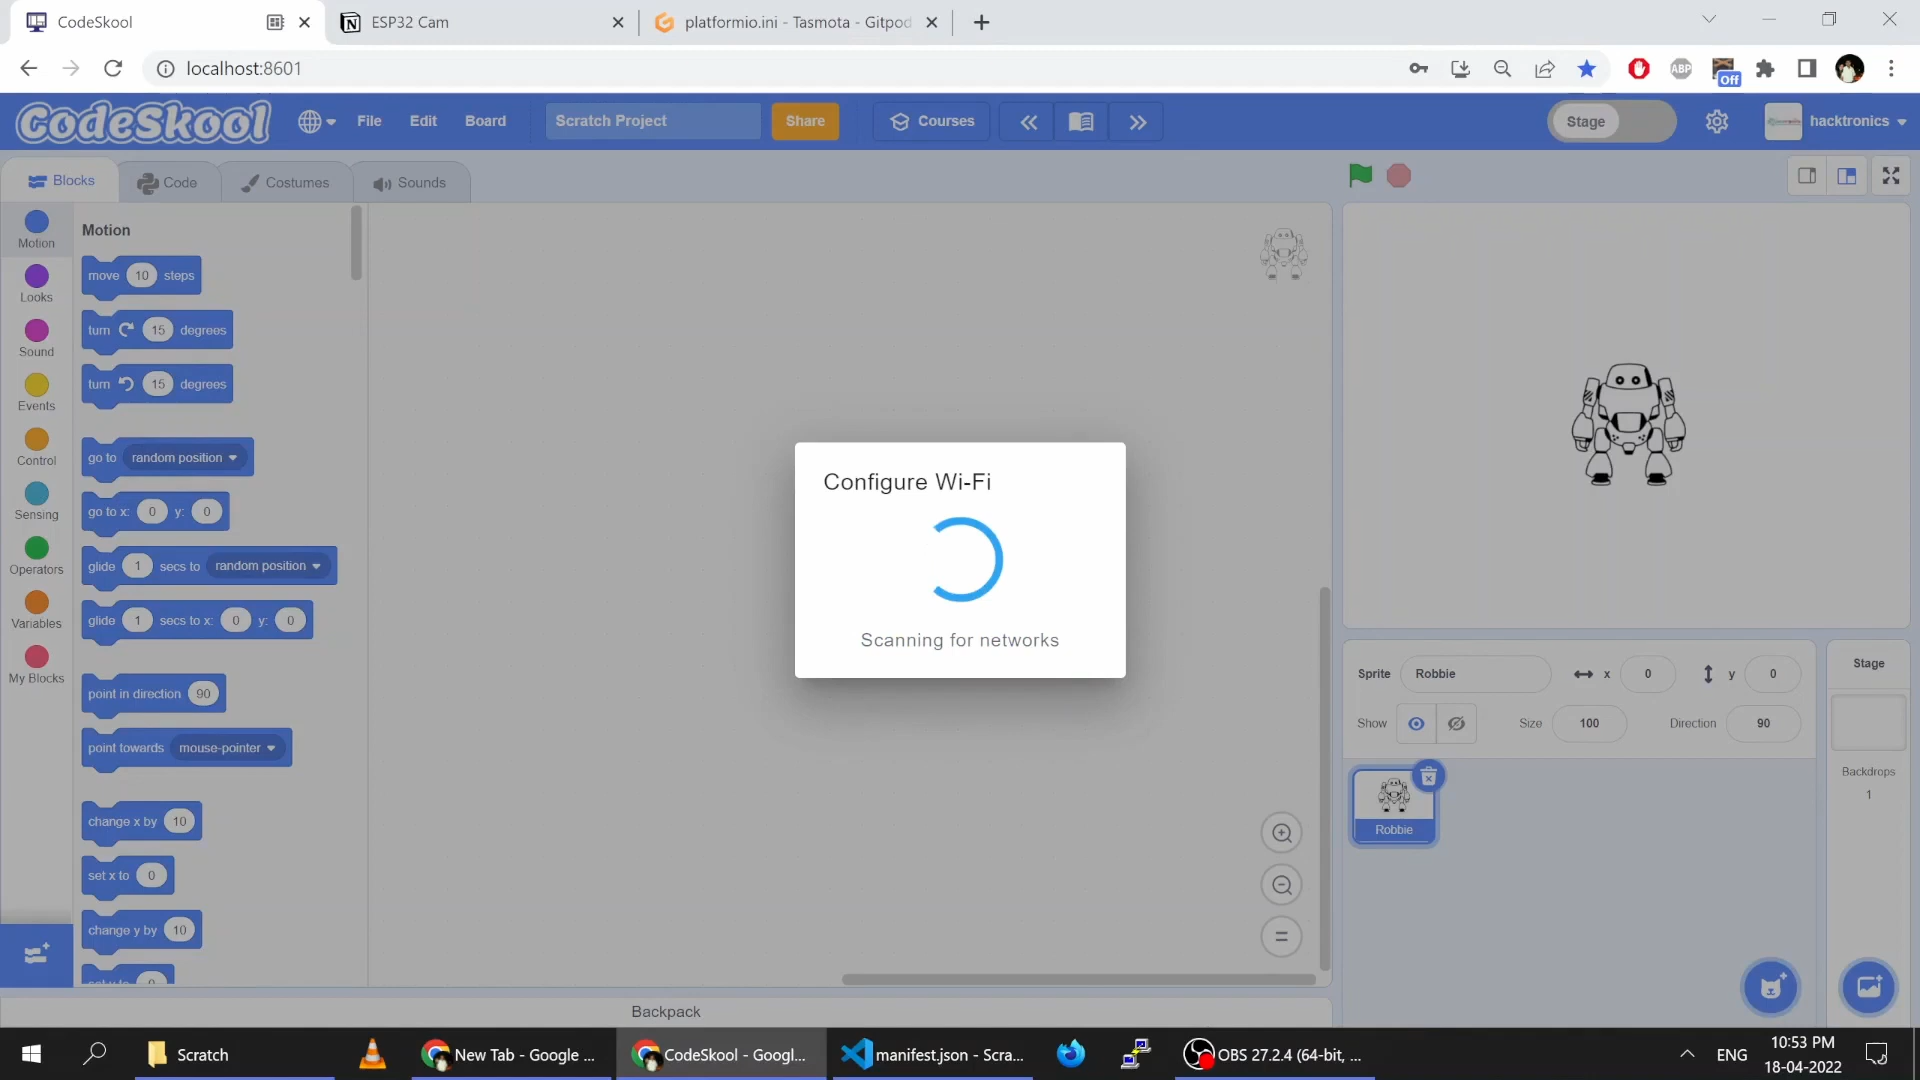 CodeSkool
ESP32 Cam
platformio.ini - Tasmota - Gitpod
localhost:8601
ABP
Off
CodeSkool
File
Edit
Board
Scratch Project
Share
Courses
Stage
hacktronics
Blocks
Code
Costumes
Sounds
Motion
Looks
Sound
Events
Control
Sensing
Operators
Variables
My Blocks
Motion
move 10 steps
turn 15 degrees
turn 15 degrees
go to random position
go to x: 0 y: 0
glide 1 secs to random position
glide 1 secs to x: 0 y: 0
point in direction 90
point towards mouse-pointer
change x by 10
set x to 0
change y by 10
set y to 0
Configure Wi-Fi
Scanning for networks
Backpack
Sprite Robbie x 0 y 0
Show Size 100 Direction 90
Robbie
Stage
Backdrops
1
Scratch
New Tab - Google ...
CodeSkool - Googl...
manifest.json - Scra...
OBS 27.2.4 (64-bit, ...
ENG
10:53 PM
18-04-2022